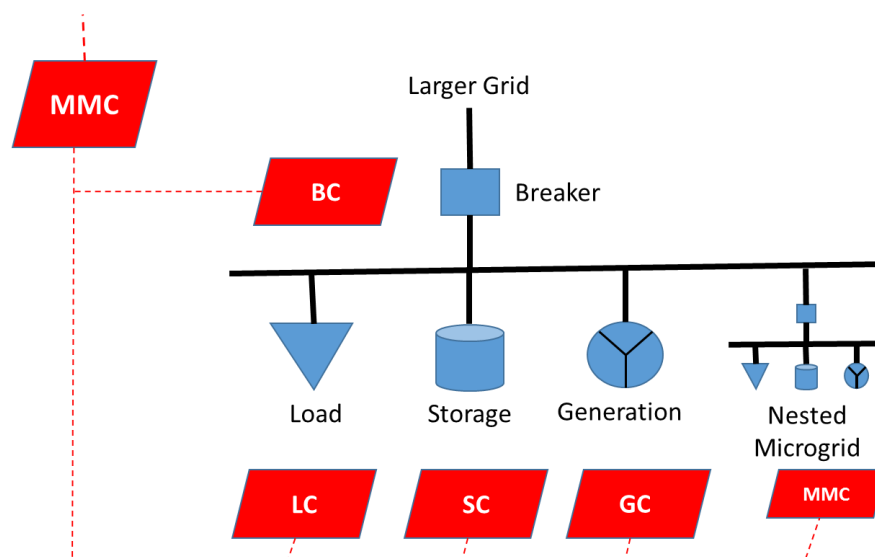 MMC
Larger Grid
BC
Breaker
Load
Storage
Generation
Nested
Microgrid
LC
SC
GC
MMC